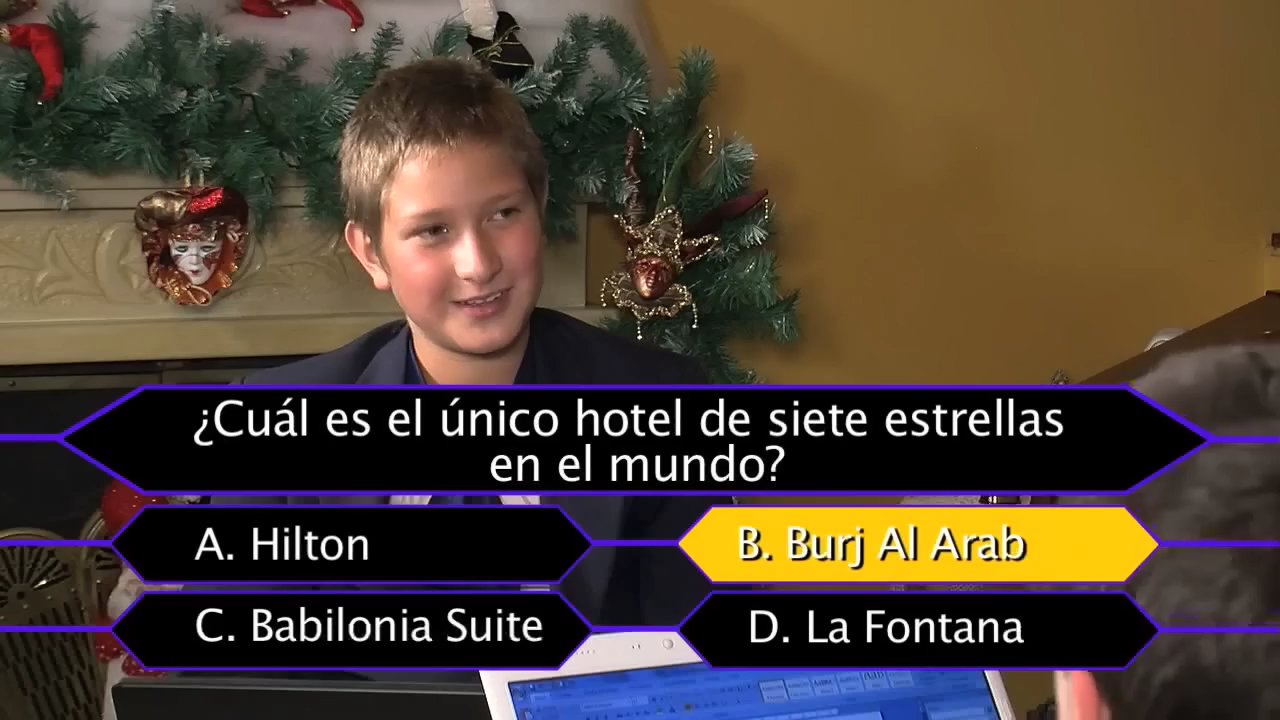 ¿Cuál es el único hotel de siete estrellas
en el mundo?
A. Hilton
B. Burj Al Arab
C. Babilonia Suite
D. La Fontana